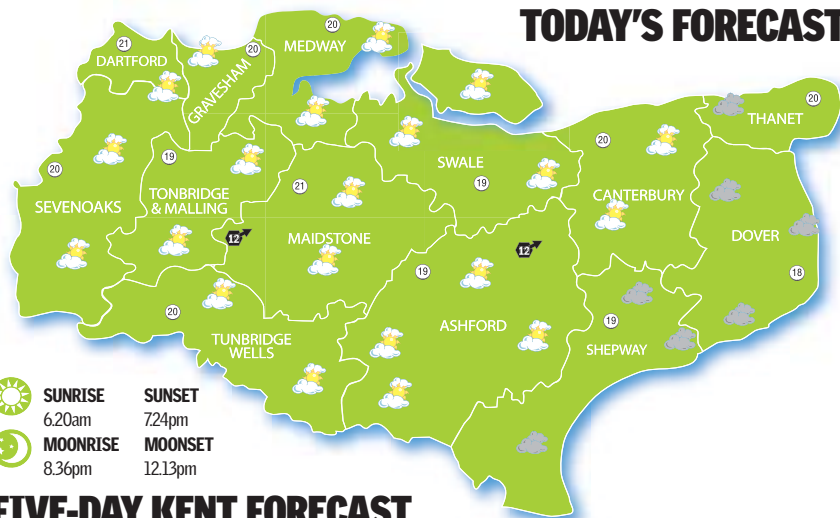 TODAY'S FORECAST
21
DARTFORD
20
GRAVESHAM
20
MEDWAY
20
THANET
20
SEVENOAKS
19
TONBRIDGE
& MALLING
21
MAIDSTONE
12
SWALE
19
20
CANTERBURY
DOVER
18
12
19
ASHFORD
19
SHEPWAY
20
TUNBRIDGE
WELLS
SUNRISE SUNSET
6.20am 7.24pm
MOONRISE MOONSET
8.36pm 12.13pm
FIVE-DAY KENT FORECAST